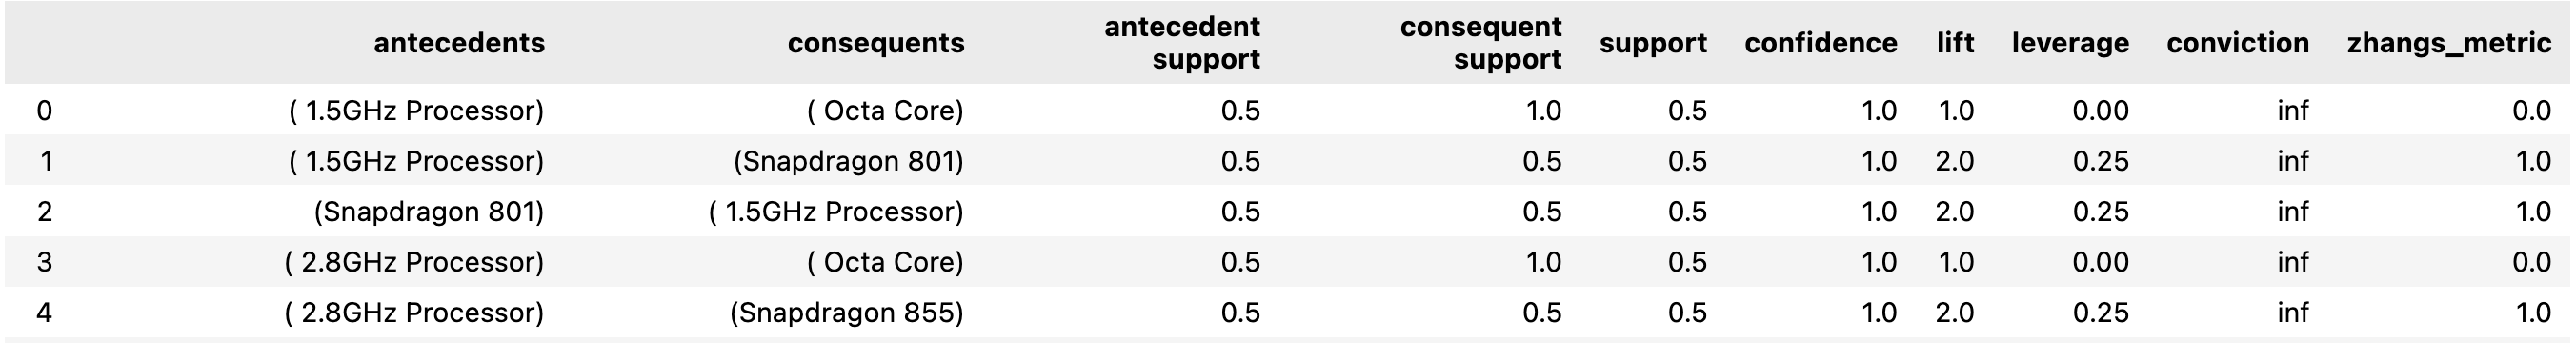 antecedents consequents antecedent support consequent support support confidence lift leverage conviction zhangs_metric
0 ( 1.5GHz Processor) ( Octa Core) 0.5 1.0 0.5 1.0 1.0 0.00 inf 0.0
1 ( 1.5GHz Processor) (Snapdragon 801) 0.5 0.5 0.5 1.0 2.0 0.25 inf 1.0
2 (Snapdragon 801) ( 1.5GHz Processor) 0.5 0.5 0.5 1.0 2.0 0.25 inf 1.0
3 ( 2.8GHz Processor) ( Octa Core) 0.5 1.0 0.5 1.0 1.0 0.00 inf 0.0
4 ( 2.8GHz Processor) (Snapdragon 855) 0.5 0.5 0.5 1.0 2.0 0.25 inf 1.0